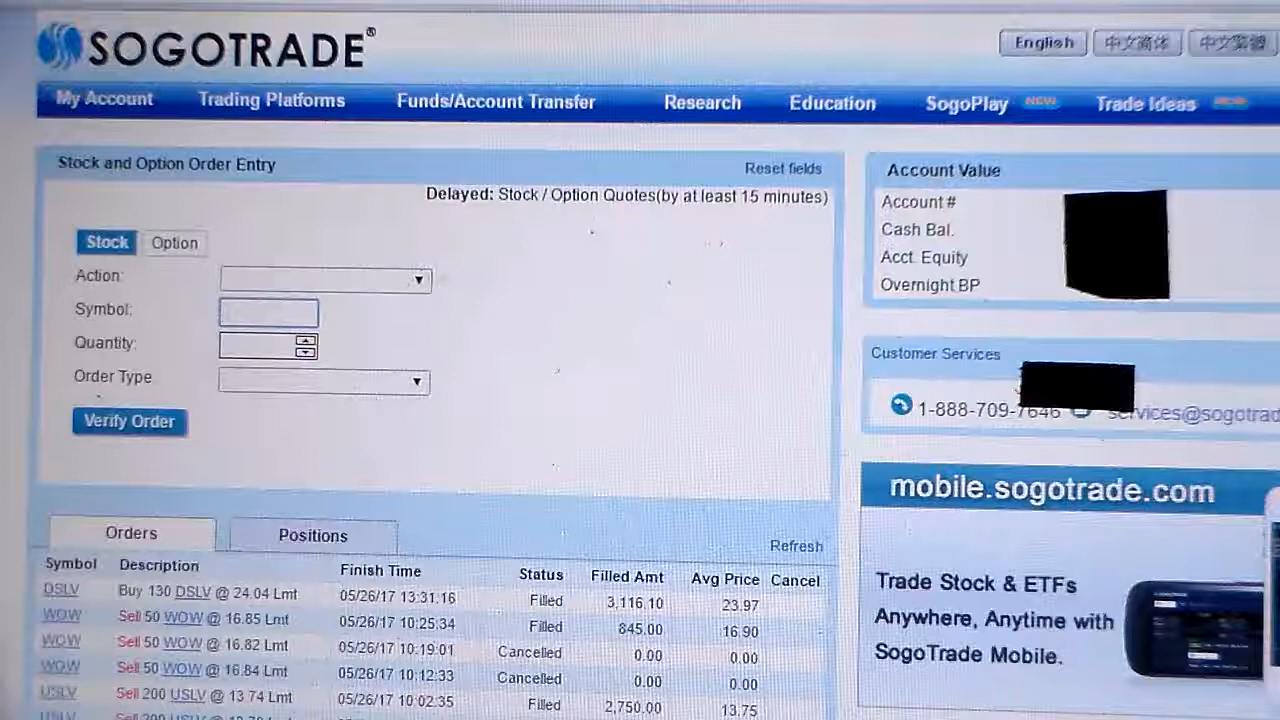 SOGOTRADE®
English 中文简体 中文繁體
My Account Trading Platforms Funds/Account Transfer Research Education SogoPlay NEW Trade Ideas NEW
Stock and Option Order Entry Reset fields
Delayed: Stock / Option Quotes(by at least 15 minutes)
Stock Option
Action:
Symbol:
Quantity:
Order Type
Verify Order
Account Value
Account #
Cash Bal.
Acct. Equity
Overnight BP
Customer Services
1-888-709-7646 services@sogotrad
mobile.sogotrade.com
Trade Stock & ETFs
Anywhere, Anytime with
SogoTrade Mobile.
Orders Positions Refresh
Symbol Description Finish Time Status Filled Amt Avg Price Cancel
DSLV Buy 130 DSLV @ 24.04 Lmt 05/26/17 13:31:16 Filled 3,116.10 23.97
WOW Sell 50 WOW @ 16.85 Lmt 05/26/17 10:25:34 Filled 845.00 16.90
WOW Sell 50 WOW @ 16.82 Lmt 05/26/17 10:19:01 Cancelled 0.00 0.00
WOW Sell 50 WOW @ 16.84 Lmt 05/26/17 10:12:33 Cancelled 0.00 0.00
USLV Sell 200 USLV @ 13.74 Lmt 05/26/17 10:02:35 Filled 2,750.00 13.75